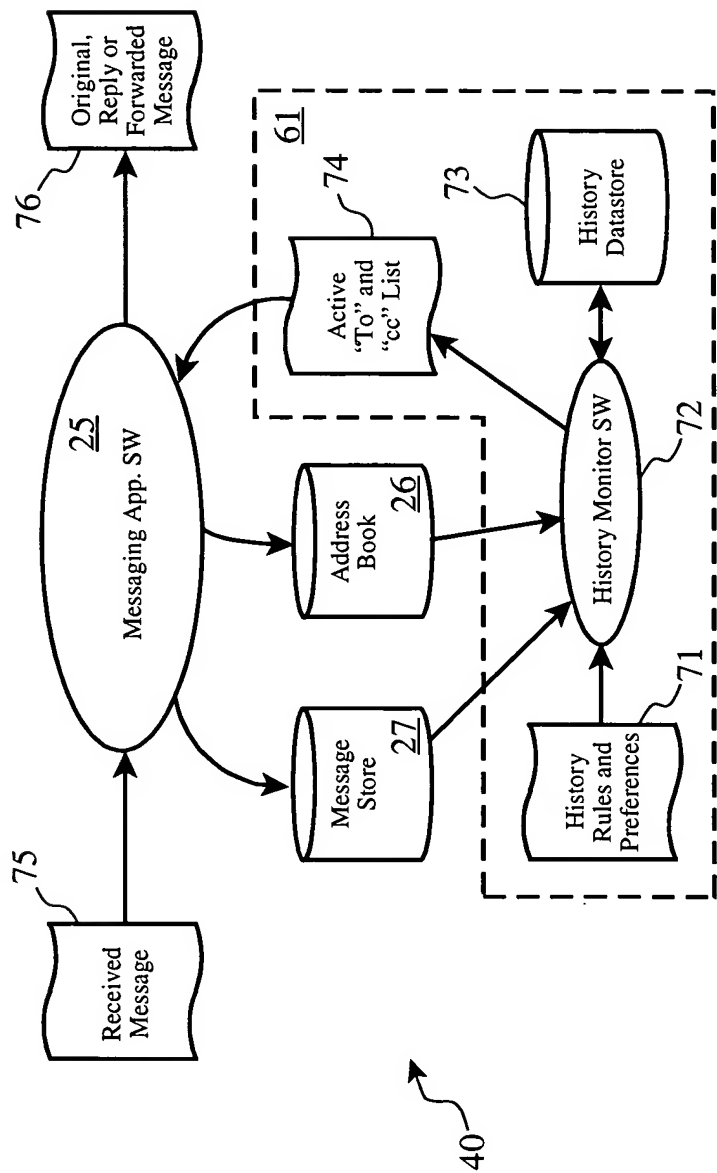 75
Received
Message
25
Messaging App. SW
76
Original,
Reply or
Forwarded
Message
27
Message
Store
26
Address
Book
61
74
Active
“To” and
“cc” List
73
History
Datastore
71
History
Rules and
Preferences
72
History Monitor SW
40